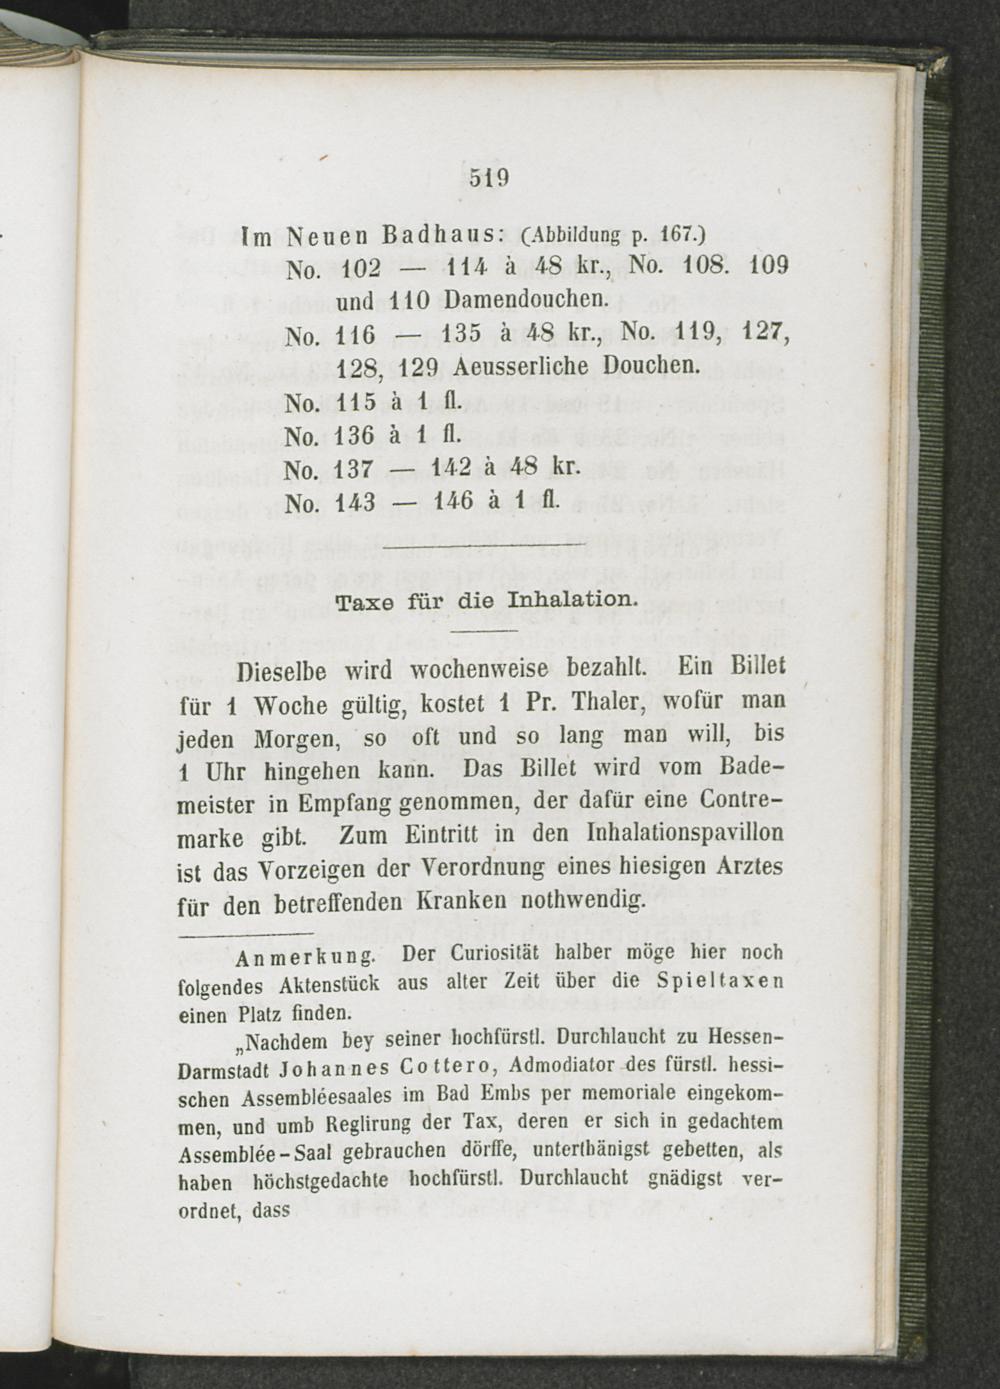 519
Im Neuen Badhaus: (Abbildung p. 167.)
No. 102 — 114 à 48 kr., No. 108. 109
und 110 Damendouchen.
No. 116 — 135 à 48 kr., No. 119, 127,
128, 129 Aeusserliche Douchen.
No. 115 à 1 fl.
No. 136 à 1 fl.
No. 137 — 142 à 48 kr.
No. 143 — 146 à 1 fl.
Taxe für die Inhalation.
Dieselbe wird wochenweise bezahlt. Ein Billet
für 1 Woche gültig, kostet 1 Pr. Thaler, wofür man
jeden Morgen, so oft und so lang man will, bis
1 Uhr hingehen kann. Das Billet wird vom Bade-
meister in Empfang genommen, der dafür eine Contre-
marke gibt. Zum Eintritt in den Inhalationspavillon
ist das Vorzeigen der Verordnung eines hiesigen Arztes
für den betreffenden Kranken nothwendig.
Anmerkung. Der Curiosität halber möge hier noch
folgendes Aktenstück aus alter Zeit über die Spieltaxen
einen Platz finden.
„Nachdem bey seiner hochfürstl. Durchlaucht zu Hessen-
Darmstadt Johannes Cottero, Admodiator des fürstl. hessi-
schen Assembléesaales im Bad Embs per memoriale eingekom-
men, und umb Reglirung der Tax, deren er sich in gedachtem
Assemblée-Saal gebrauchen dörffe, unterthänigst gebetten, als
haben höchstgedachte hochfürstl. Durchlaucht gnädigst ver-
ordnet, dass